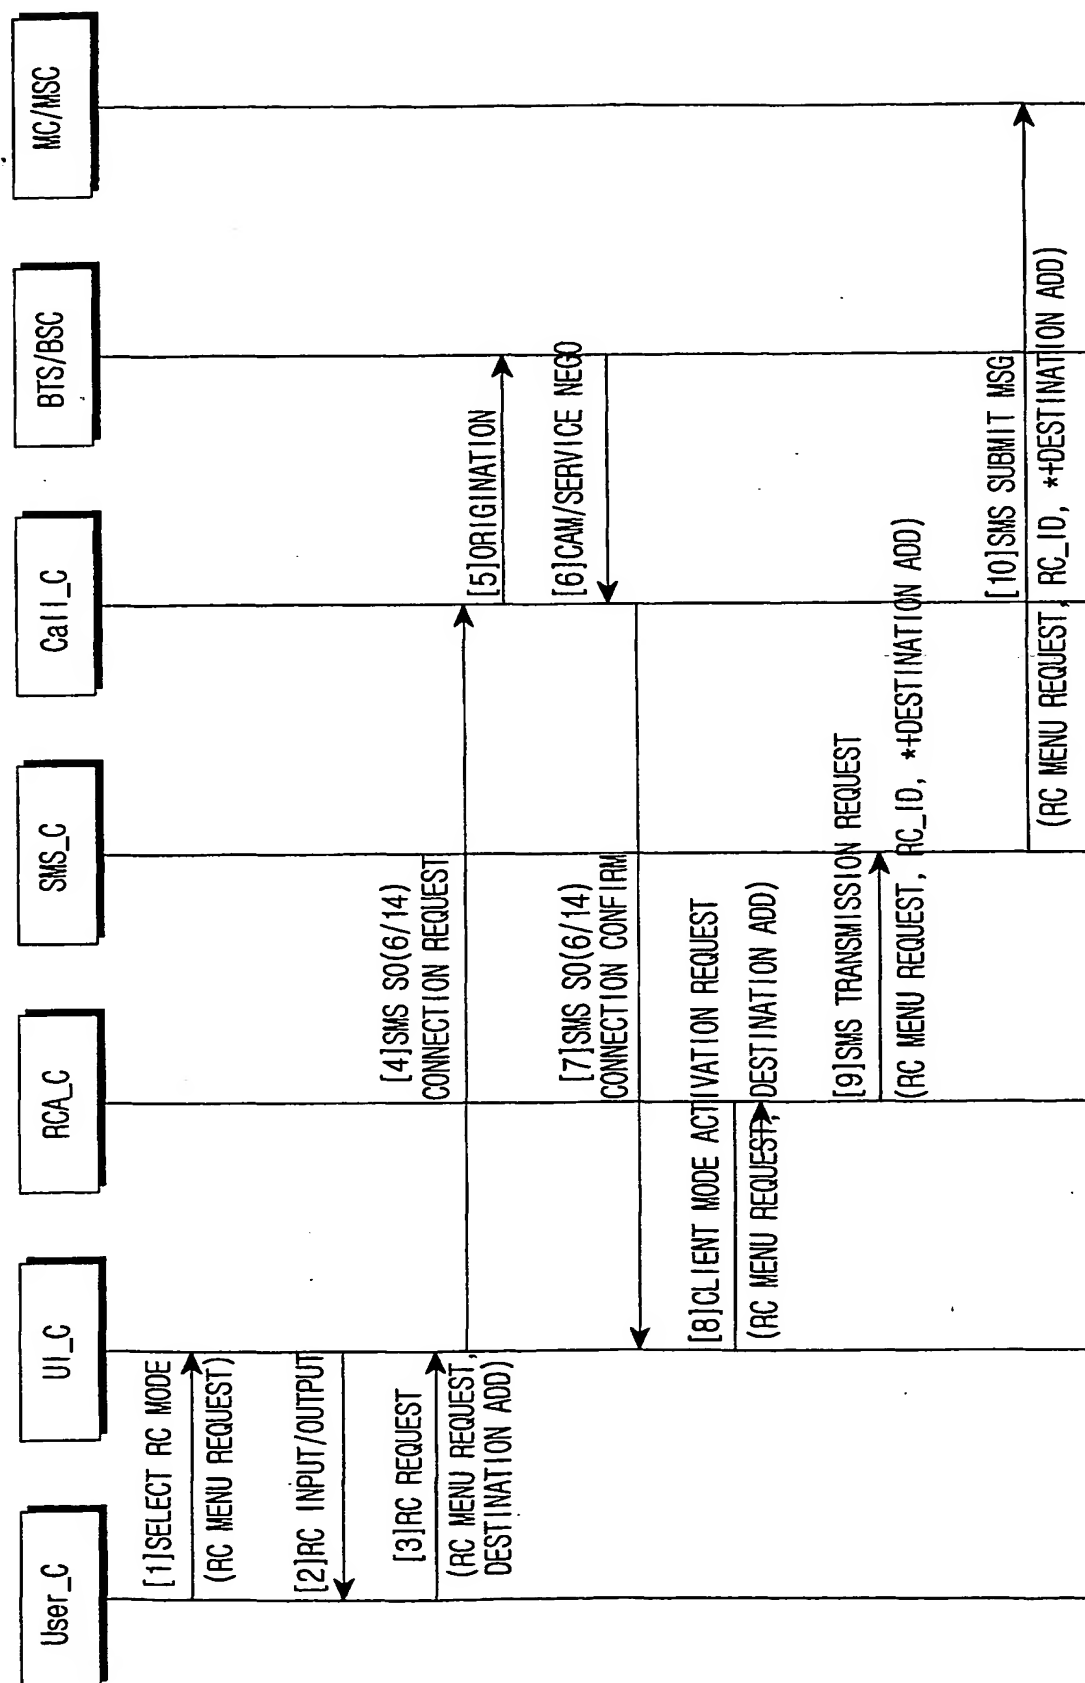 User_C
UI_C
RCA_C
SMS_C
Call_C
BTS/BSC
MC/MSC
[1]SELECT RC MODE
(RC MENU REQUEST)
[2]RC INPUT/OUTPUT
[3]RC REQUEST
(RC MENU REQUEST,
DESTINATION ADD)
[4]SMS SO(6/14)
CONNECTION REQUEST
[5]ORIGINATION
[6]CAM/SERVICE NEGO
[7]SMS SO(6/14)
CONNECTION CONFIRM
[8]CLIENT MODE ACTIVATION REQUEST
(RC MENU REQUEST, DESTINATION ADD)
[9]SMS TRANSMISSION REQUEST
(RC MENU REQUEST, RC_ID, *+DESTINATION ADD)
[10]SMS SUBMIT MSG
(RC MENU REQUEST, RC_ID, *+DESTINATION ADD)